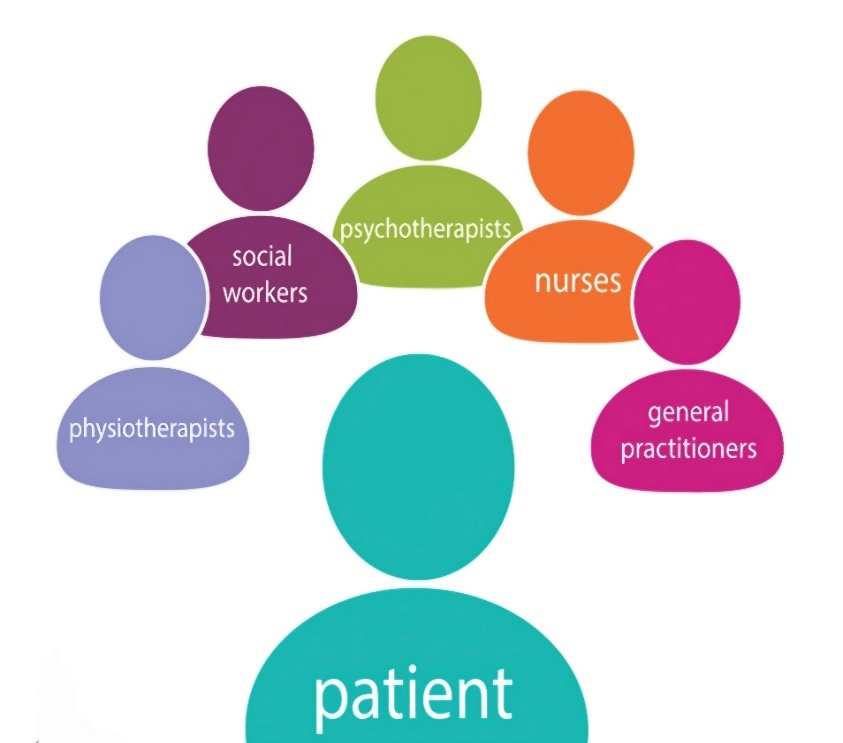 psychotherapists
social
workers
nurses
physiotherapists
general
practitioners
patient